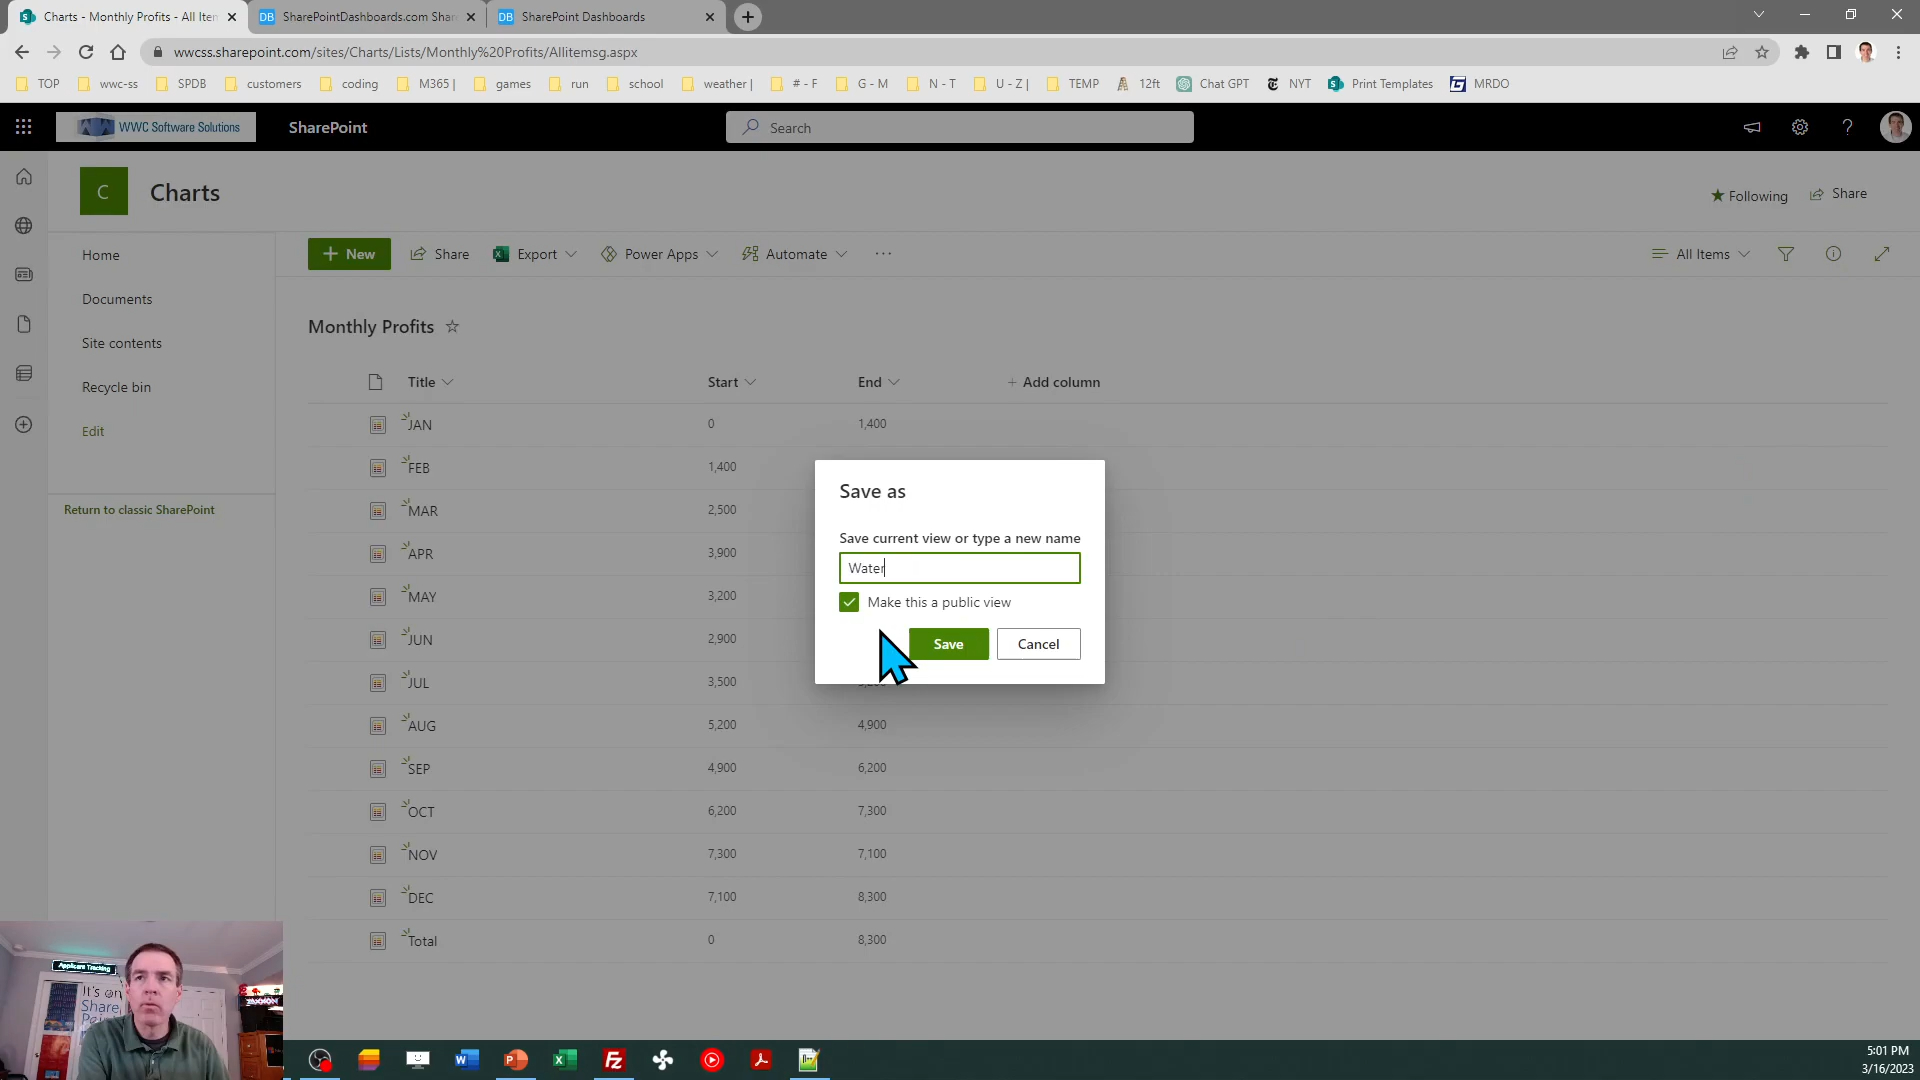 Charts - Monthly Profits - All Iten
SharePointDashboards.com Shar
SharePoint Dashboards
wwcss.sharepoint.com/sites/Charts/Lists/Monthly%20Profits/Allitemsg.aspx
TOP
wwc-ss
SPDB
customers
coding
M365 |
games
run
school
weather |
# - F
G - M
N - T
U - Z |
TEMP
12ft
Chat GPT
NYT
Print Templates
MRDO
WWC Software Solutions
SharePoint
Search
C
Charts
Following
Share
Home
Documents
Site contents
Recycle bin
Edit
Return to classic SharePoint
New
Share
Export
Power Apps
Automate
All Items
Monthly Profits
Title Start End + Add column
JAN 0 1,400
FEB 1,400
MAR 2,500
APR 3,900
MAY 3,200
JUN 2,900
JUL 3,500
AUG 5,200 4,900
SEP 4,900 6,200
OCT 6,200 7,300
NOV 7,300 7,100
DEC 7,100 8,300
Total 0 8,300
Save as
Save current view or type a new name
Water
Make this a public view
Save
Cancel
Applicant Tracking
It's on
Share
5:01 PM
3/16/2023